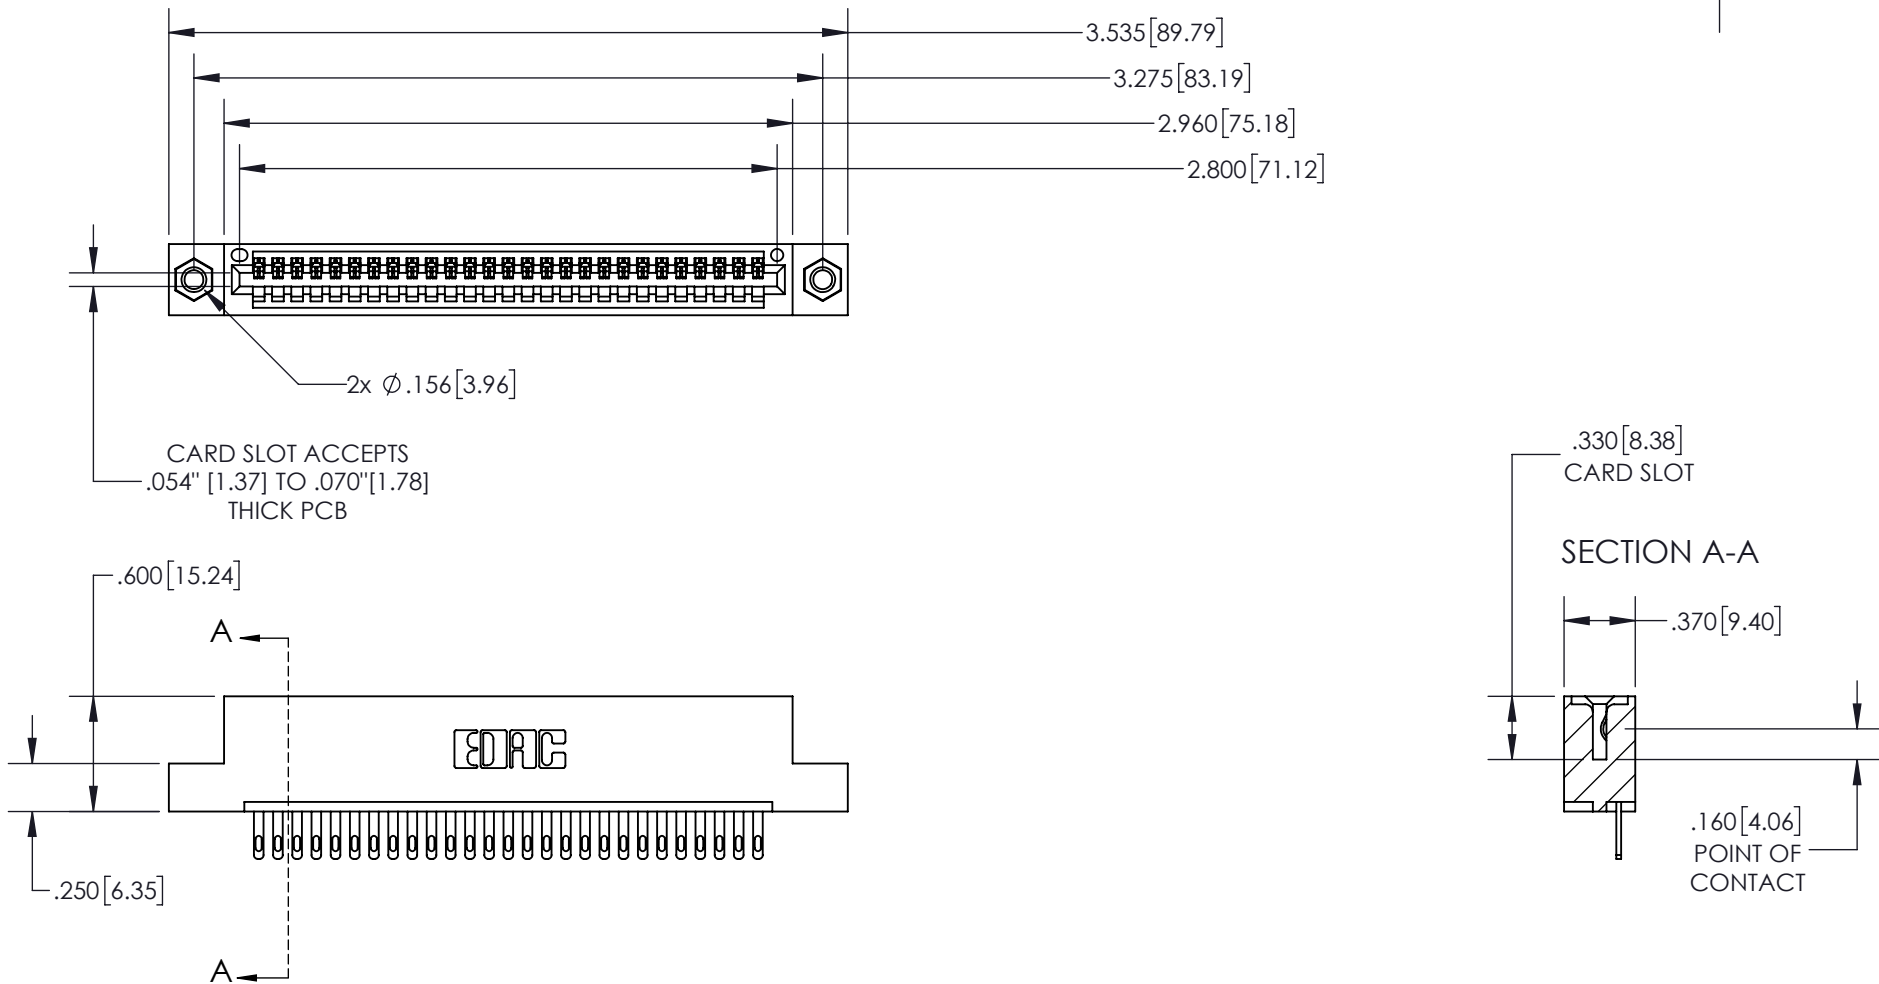 3.535[89.79]
3.275[83.19]
2.960[75.18]
2.800[71.12]
2x ∅.156[3.96]
CARD SLOT ACCEPTS
.054" [1.37] TO .070"[1.78]
THICK PCB
.330[8.38]
CARD SLOT
SECTION A-A
.600[15.24]
.370[9.40]
A
EDAC
.160[4.06]
POINT OF
CONTACT
.250[6.35]
A